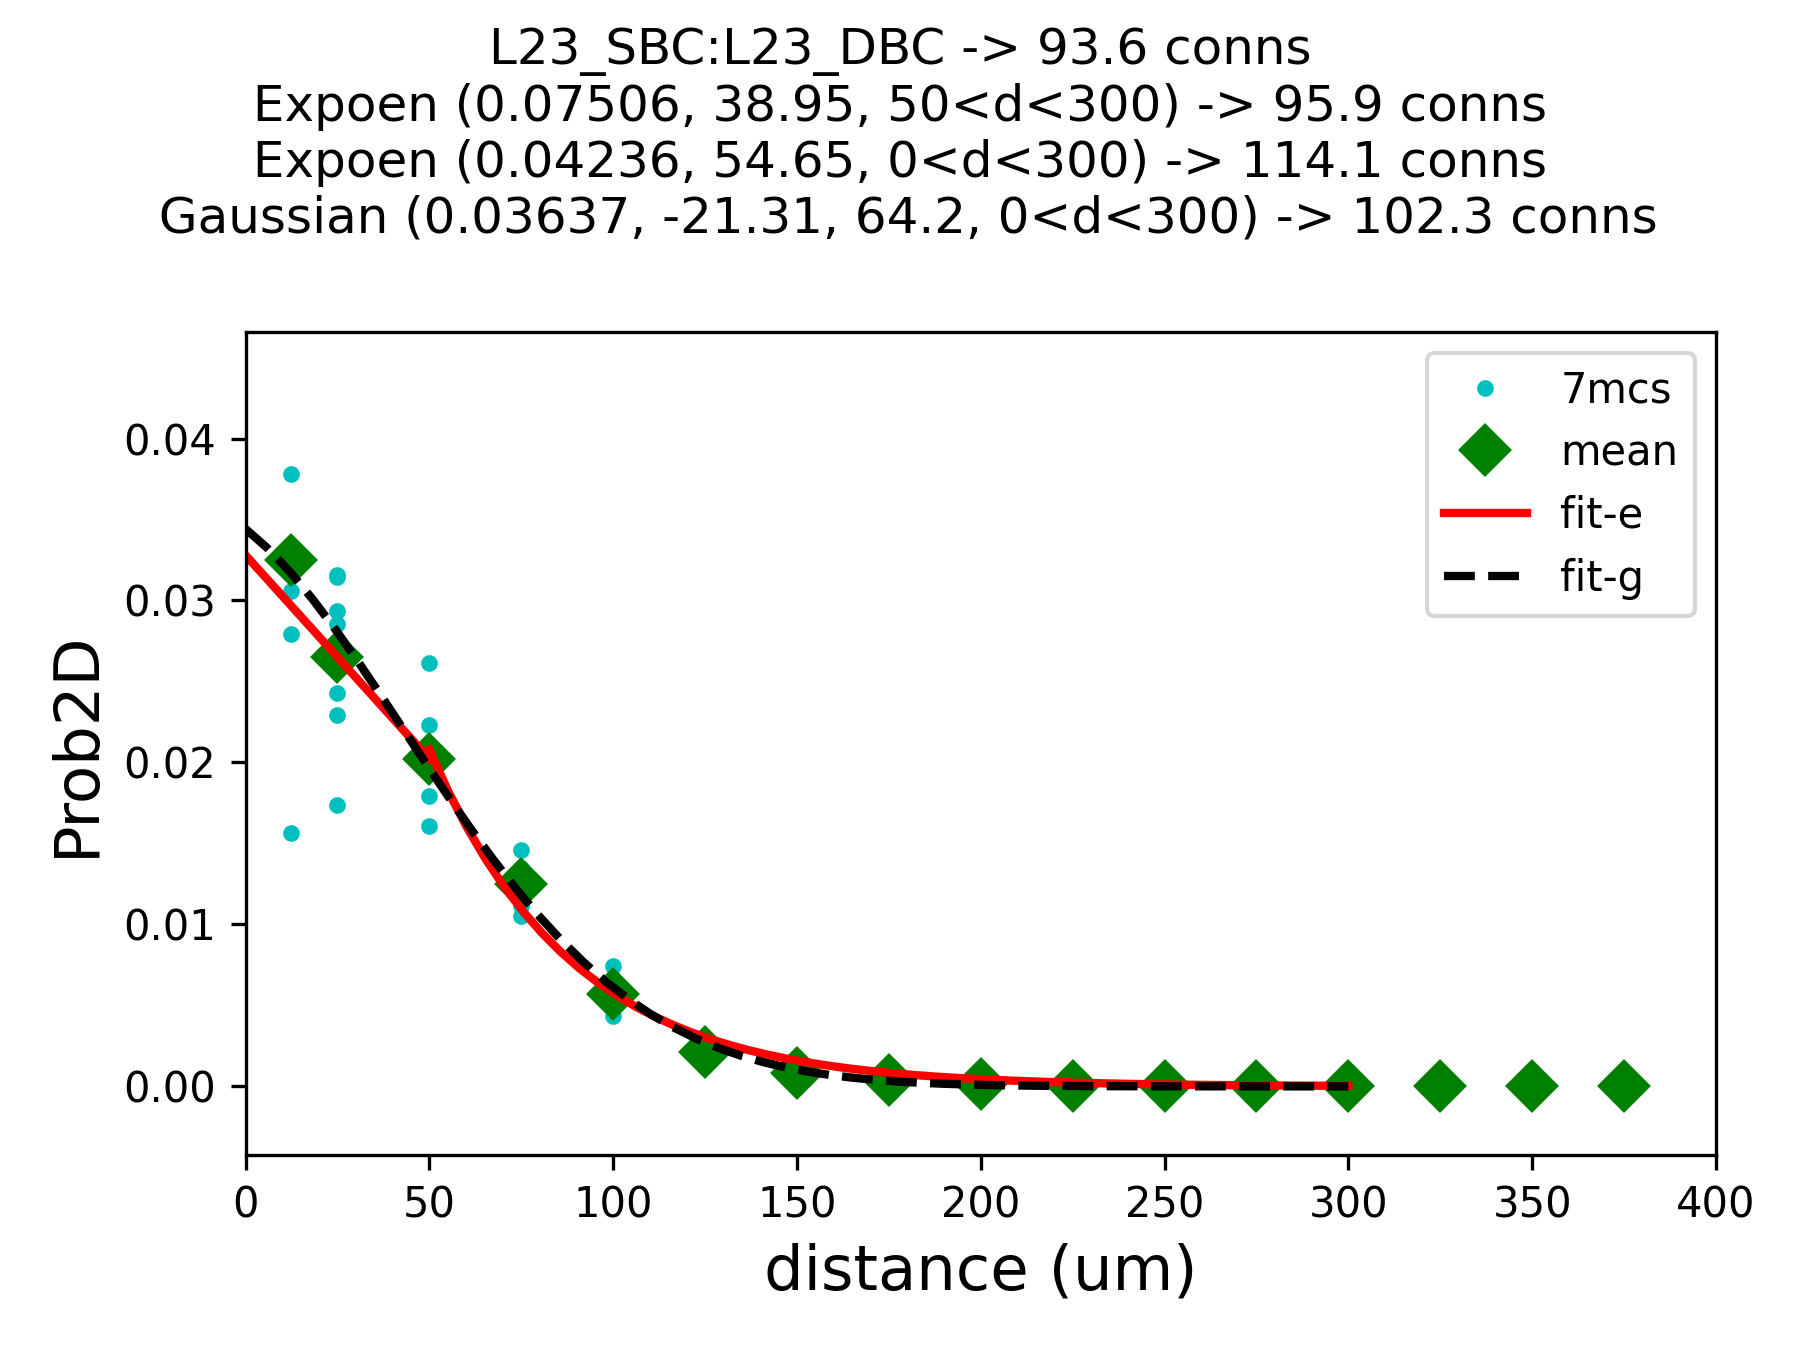 L23_SBC:L23_DBC -> 93.6 conns
Expoen (0.07506, 38.95, 50<d<300) -> 95.9 conns
Expoen (0.04236, 54.65, 0<d<300) -> 114.1 conns
Gaussian (0.03637, -21.31, 64.2, 0<d<300) -> 102.3 conns
7mcs
mean
fit-e
fit-g
Prob2D
0.04
0.03
0.02
0.01
0.00
0 50 100 150 200 250 300 350 400
distance (um)